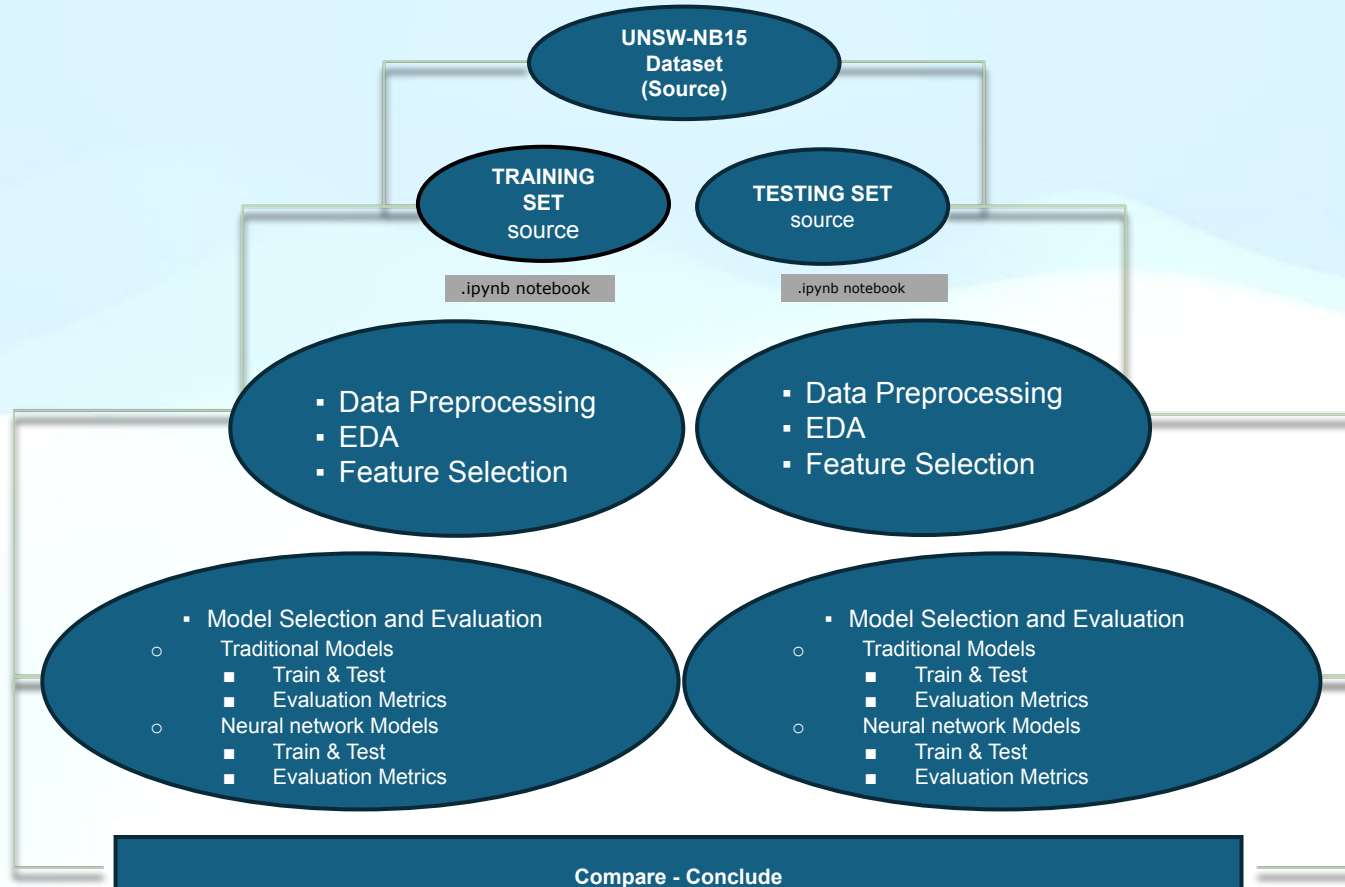 UNSW-NB15
Dataset
(Source)
TRAINING
SET
source
TESTING SET
source
.ipynb notebook
.ipynb notebook
▪ Data Preprocessing
▪ EDA
▪ Feature Selection
▪ Data Preprocessing
▪ EDA
▪ Feature Selection
▪ Model Selection and Evaluation
○ Traditional Models
■ Train & Test
■ Evaluation Metrics
○ Neural network Models
■ Train & Test
■ Evaluation Metrics
▪ Model Selection and Evaluation
○ Traditional Models
■ Train & Test
■ Evaluation Metrics
○ Neural network Models
■ Train & Test
■ Evaluation Metrics
Compare - Conclude